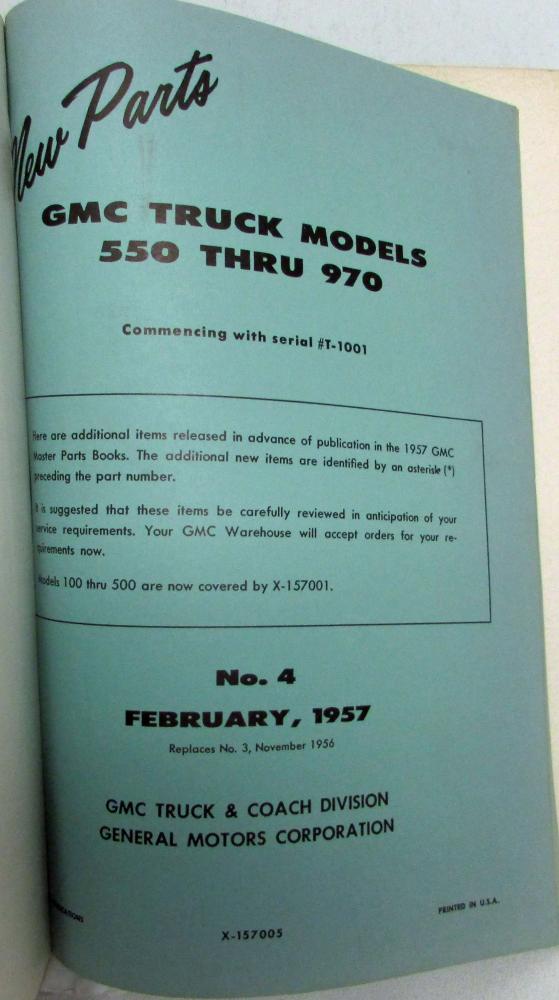 New Parts
GMC TRUCK MODELS
550 THRU 970
Commencing with serial #T-1001
Here are additional items released in advance of publication in the 1957 GMC
Master Parts Books. The additional new items are identified by an asterisk (*)
preceding the part number.
It is suggested that these items be carefully reviewed in anticipation of your
service requirements. Your GMC Warehouse will accept orders for your re-
quirements now.
Models 100 thru 500 are now covered by X-157001.
No. 4
FEBRUARY, 1957
Replaces No. 3, November 1956
GMC TRUCK & COACH DIVISION
GENERAL MOTORS CORPORATION
PRINTED IN U.S.A.
X-157005